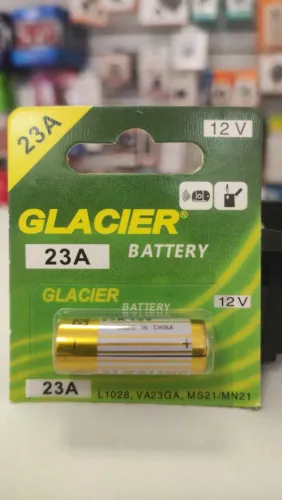 23A
12 V
GLACIER®
23A
BATTERY
GLACIER
BATTERY
12 V
MADE IN CHINA
+
23A
L1028, VA23GA, MS21/MN21